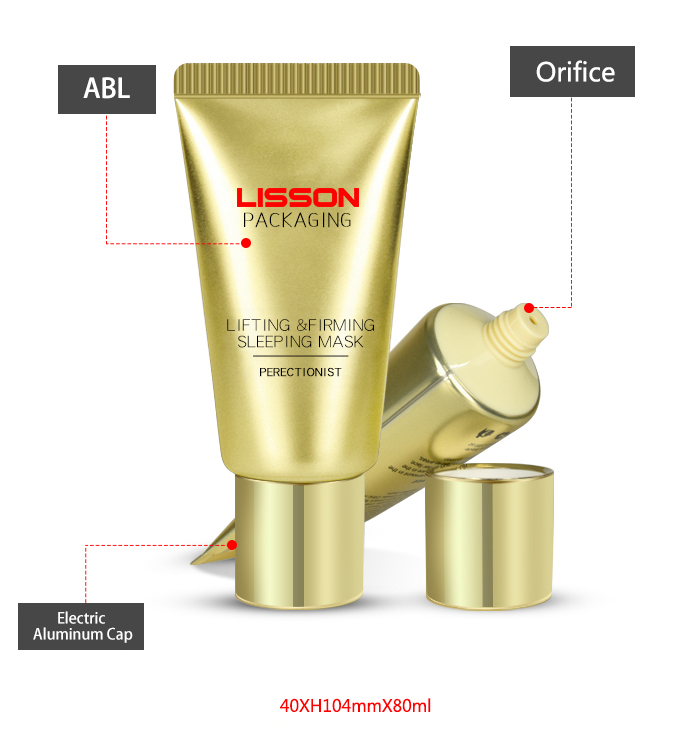 ABL
Orifice
LISSON
PACKAGING
LIFTING &FIRMING
SLEEPING MASK
PERECTIONIST
Electric
Aluminum Cap
40XH104mmX80ml